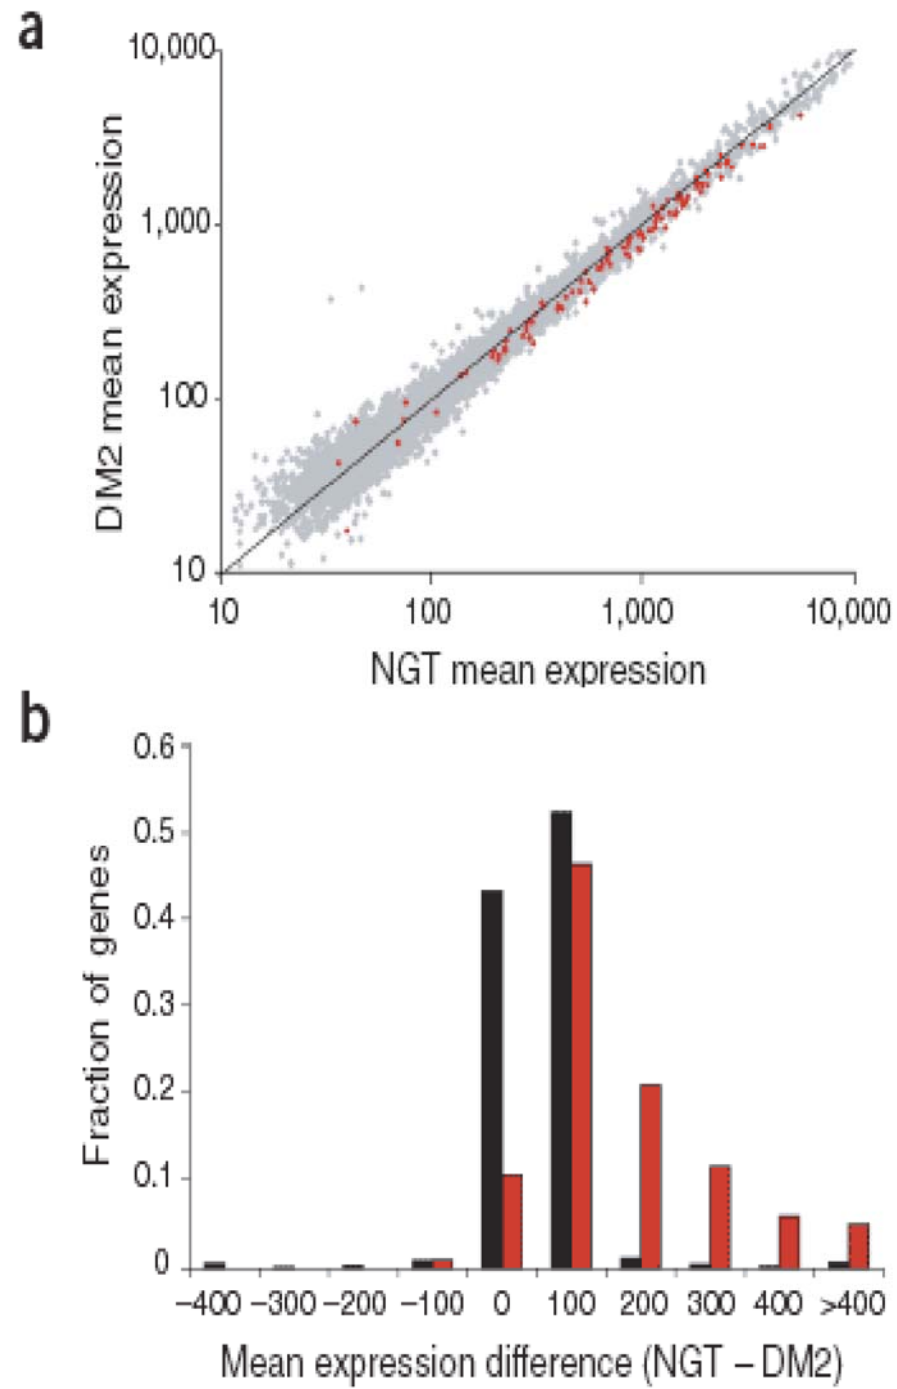 a
10,000
1,000
100
10
DM2 mean expression
10 100 1,000 10,000
NGT mean expression
b
0.6
0.5
0.4
0.3
0.2
0.1
0
Fraction of genes
−400 −300 −200 −100 0 100 200 300 400 >400
Mean expression difference (NGT − DM2)